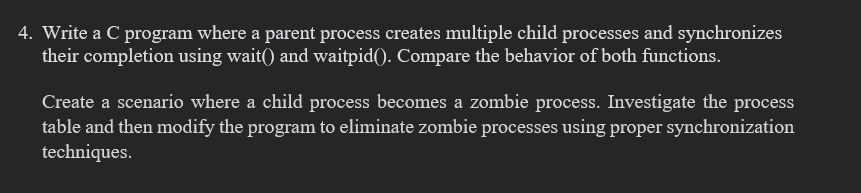 4. Write a C program where a parent process creates multiple child processes and synchronizes
their completion using wait() and waitpid(). Compare the behavior of both functions.
Create a scenario where a child process becomes a zombie process. Investigate the process
table and then modify the program to eliminate zombie processes using proper synchronization
techniques.